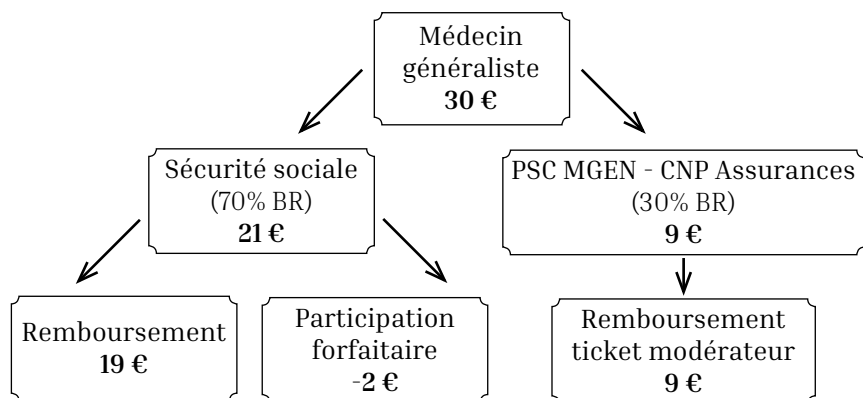 Médecin
généraliste
30 €
Sécurité sociale
(70% BR)
21 €
PSC MGEN - CNP Assurances
(30% BR)
9 €
Remboursement
19 €
Participation
forfaitaire
-2 €
Remboursement
ticket modérateur
9 €